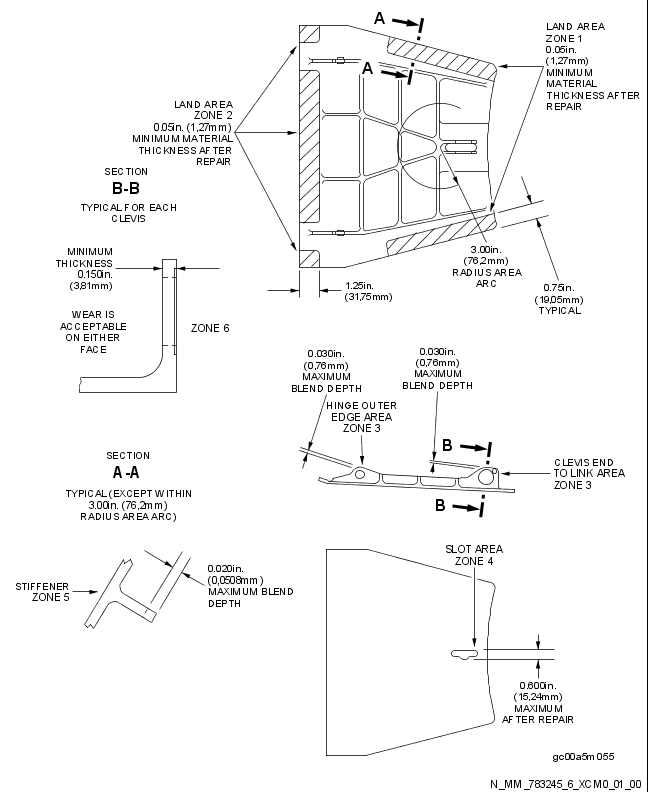 A
A
LAND AREA
ZONE 1
0.05in.
(1,27mm)
MINIMUM
MATERIAL
THICKNESS AFTER
REPAIR
LAND AREA
ZONE 2
0.05in. (1,27mm)
MINIMUM MATERIAL
THICKNESS AFTER
REPAIR
SECTION
B-B
TYPICAL FOR EACH
CLEVIS
3.00in.
(76,2mm)
RADIUS AREA
ARC
0.75in.
(19,05mm)
TYPICAL
1.25in.
(31,75mm)
MINIMUM
THICKNESS
0.150in.
(3,81mm)
WEAR IS
ACCEPTABLE
ON EITHER
FACE
ZONE 6
0.030in.
(0,76mm)
MAXIMUM
BLEND DEPTH
0.030in.
(0,76mm)
MAXIMUM
BLEND DEPTH
HINGE OUTER
EDGE AREA
ZONE 3
B
B
CLEVIS END
TO LINK AREA
ZONE 3
SECTION
A-A
TYPICAL (EXCEPT WITHIN
3.00in. (76,2mm)
RADIUS AREA ARC)
STIFFENER
ZONE 5
0.020in.
(0,0508mm)
MAXIMUM BLEND
DEPTH
SLOT AREA
ZONE 4
0.600in.
(15,24mm)
MAXIMUM
AFTER REPAIR
gc00a5m055
N_MM_783245_6_XCM0_01_00